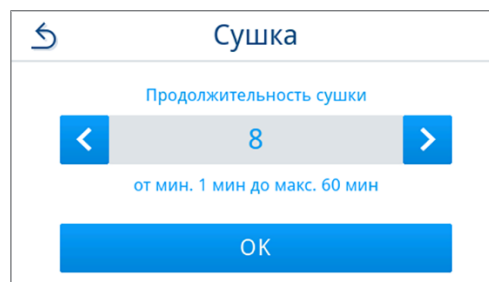 Сушка
Продолжительность сушки
8
от мин. 1 мин до макс. 60 мин
OK